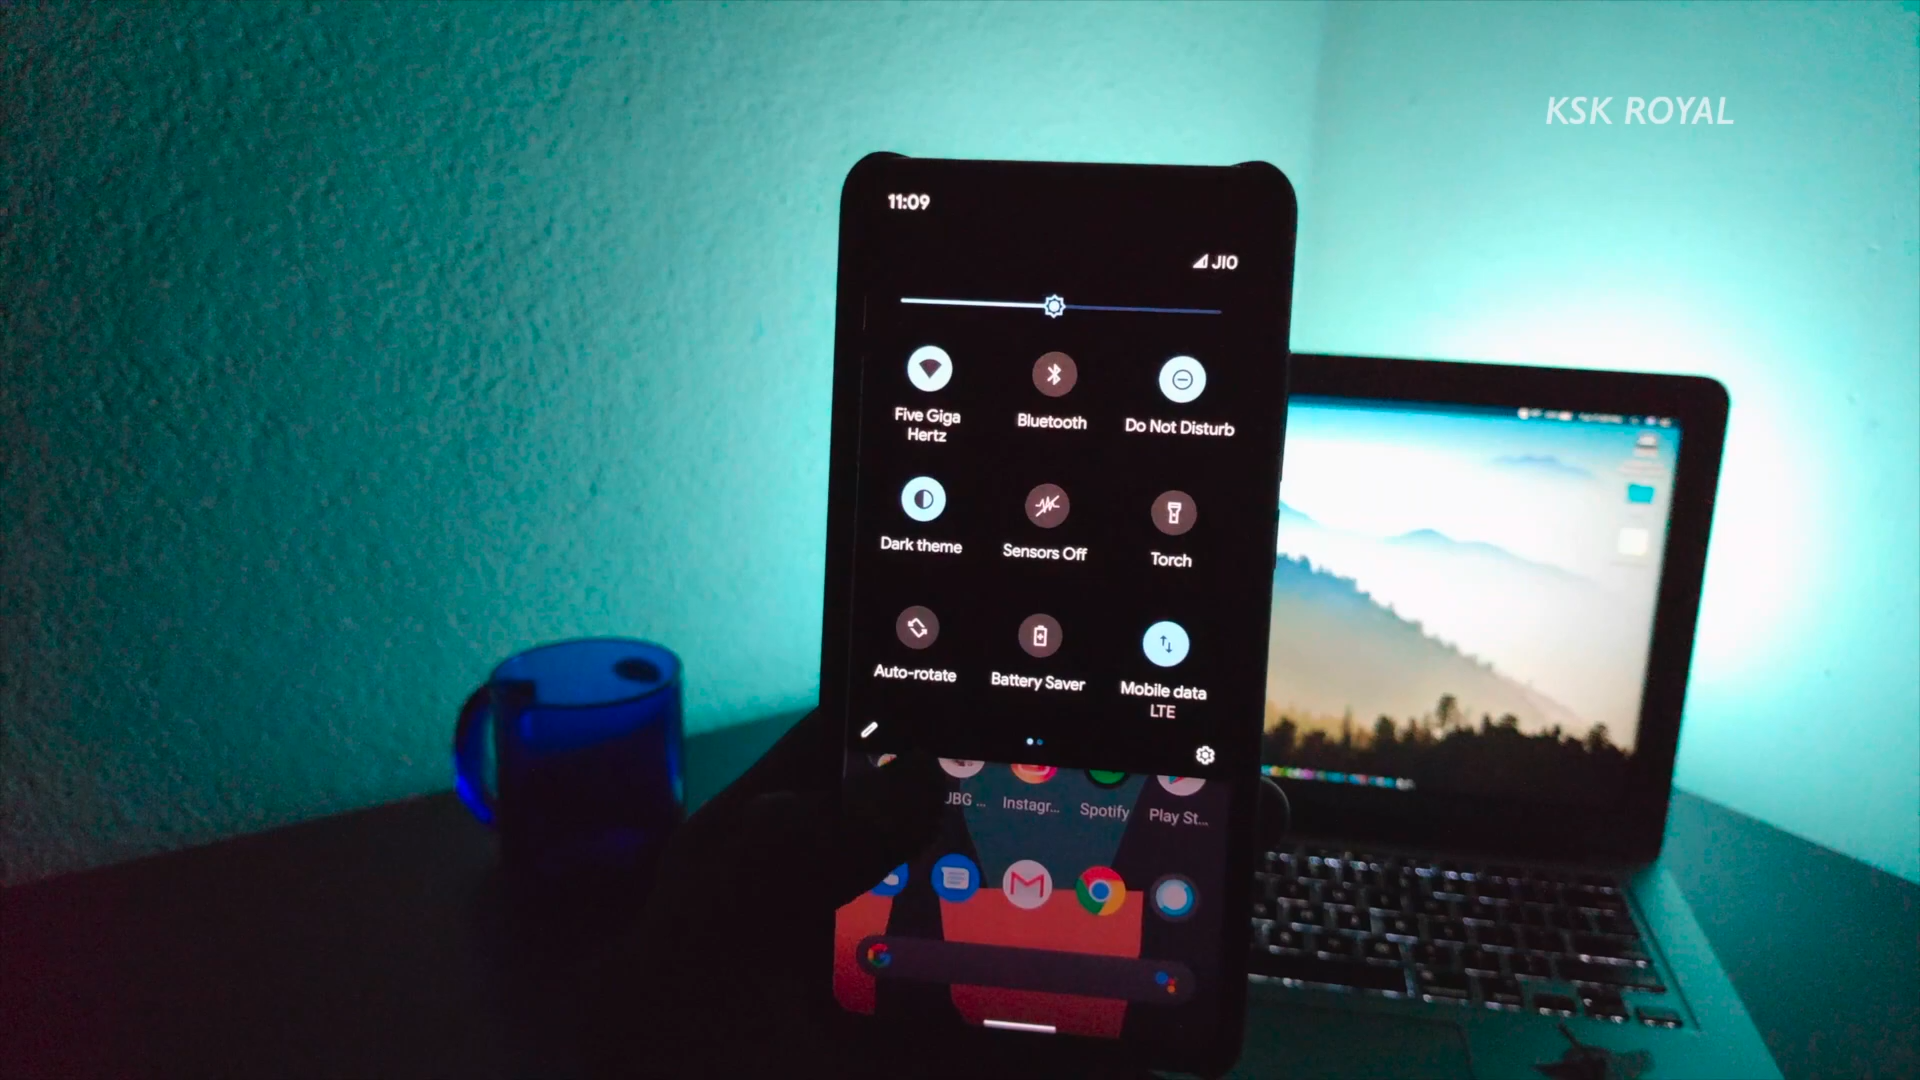 KSK ROYAL
11:09
JIO
Five Giga
Hertz
Bluetooth
Do Not Disturb
Dark theme
Sensors Off
Torch
Auto-rotate
Battery Saver
Mobile data
LTE
JBG ...
Instagr...
Spotify
Play St...